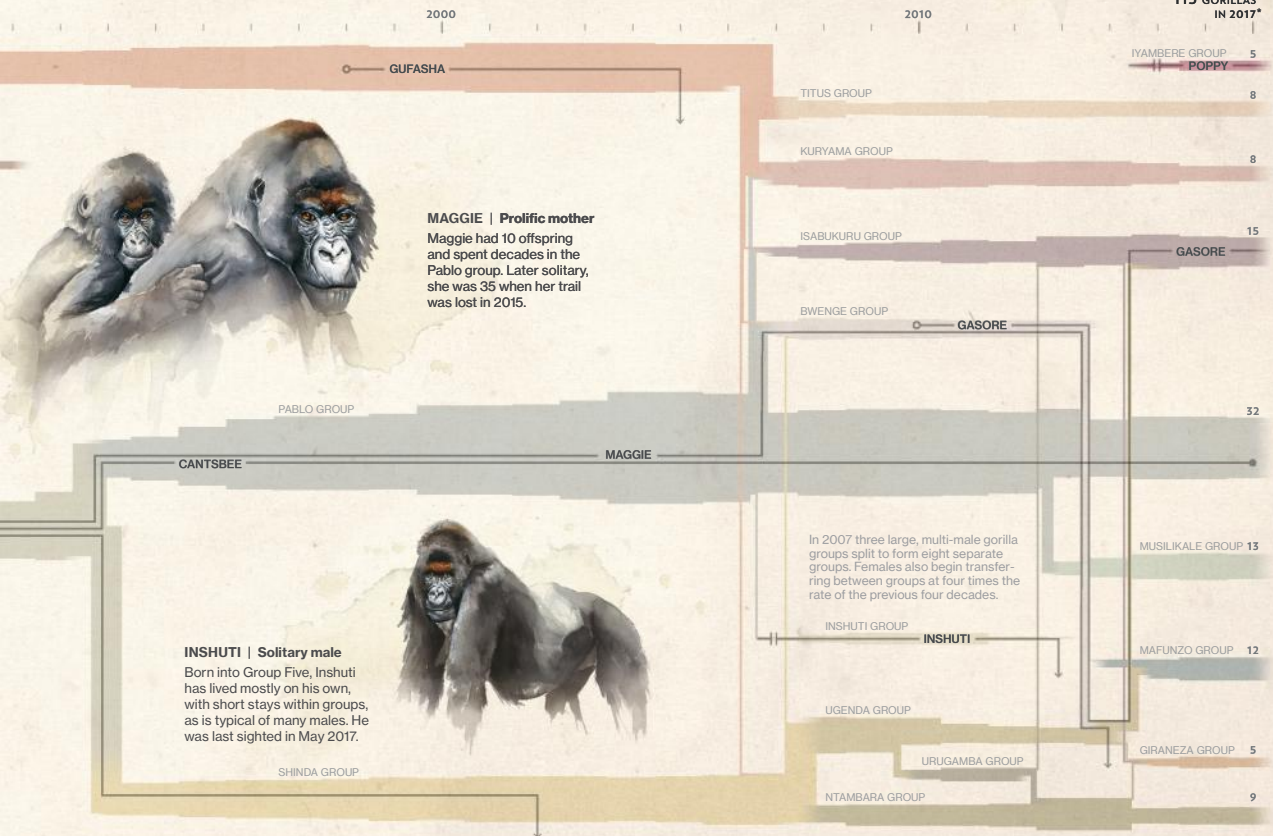 2000
2010
115 GORILLAS
IN 2017*
GUFASHA
IYAMBERE GROUP 5
POPPY
TITUS GROUP
8
KURYAMA GROUP
8
MAGGIE | Prolific mother
Maggie had 10 offspring
and spent decades in the
Pablo group. Later solitary,
she was 35 when her trail
was lost in 2015.
ISABUKURU GROUP
15
GASORE
BWENGE GROUP
GASORE
PABLO GROUP
32
MAGGIE
CANTSBEE
In 2007 three large, multi-male gorilla
groups split to form eight separate
groups. Females also begin transfer-
ring between groups at four times the
rate of the previous four decades.
MUSILIKALE GROUP 13
INSHUTI GROUP
INSHUTI
MAFUNZO GROUP 12
INSHUTI | Solitary male
Born into Group Five, Inshuti
has lived mostly on his own,
with short stays within groups,
as is typical of many males. He
was last sighted in May 2017.
UGENDA GROUP
GIRANEZA GROUP 5
URUGAMBA GROUP
SHINDA GROUP
NTAMBARA GROUP
9